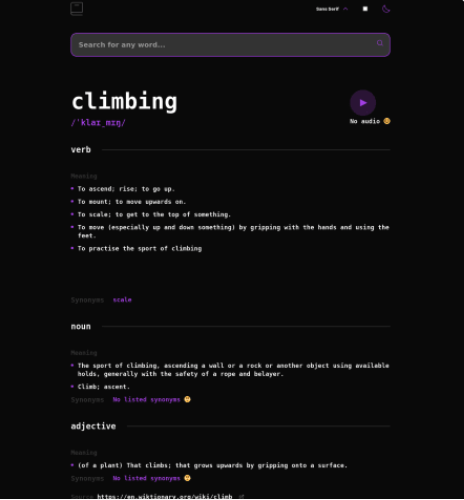 Sans Serif
Search for any word...
climbing
/ˈklaɪ̯mɪŋ/
No audio 😢
verb
Meaning
To ascend; rise; to go up.
To mount; to move upwards on.
To scale; to get to the top of something.
To move (especially up and down something) by gripping with the hands and using the
feet.
To practise the sport of climbing
Synonyms scale
noun
Meaning
The sport of climbing, ascending a wall or a rock or another object using available
holds, generally with the safety of a rope and belayer.
Climb; ascent.
Synonyms No listed synonyms
adjective
Meaning
(of a plant) That climbs; that grows upwards by gripping onto a surface.
Synonyms No listed synonyms
Source https://en.wiktionary.org/wiki/climb